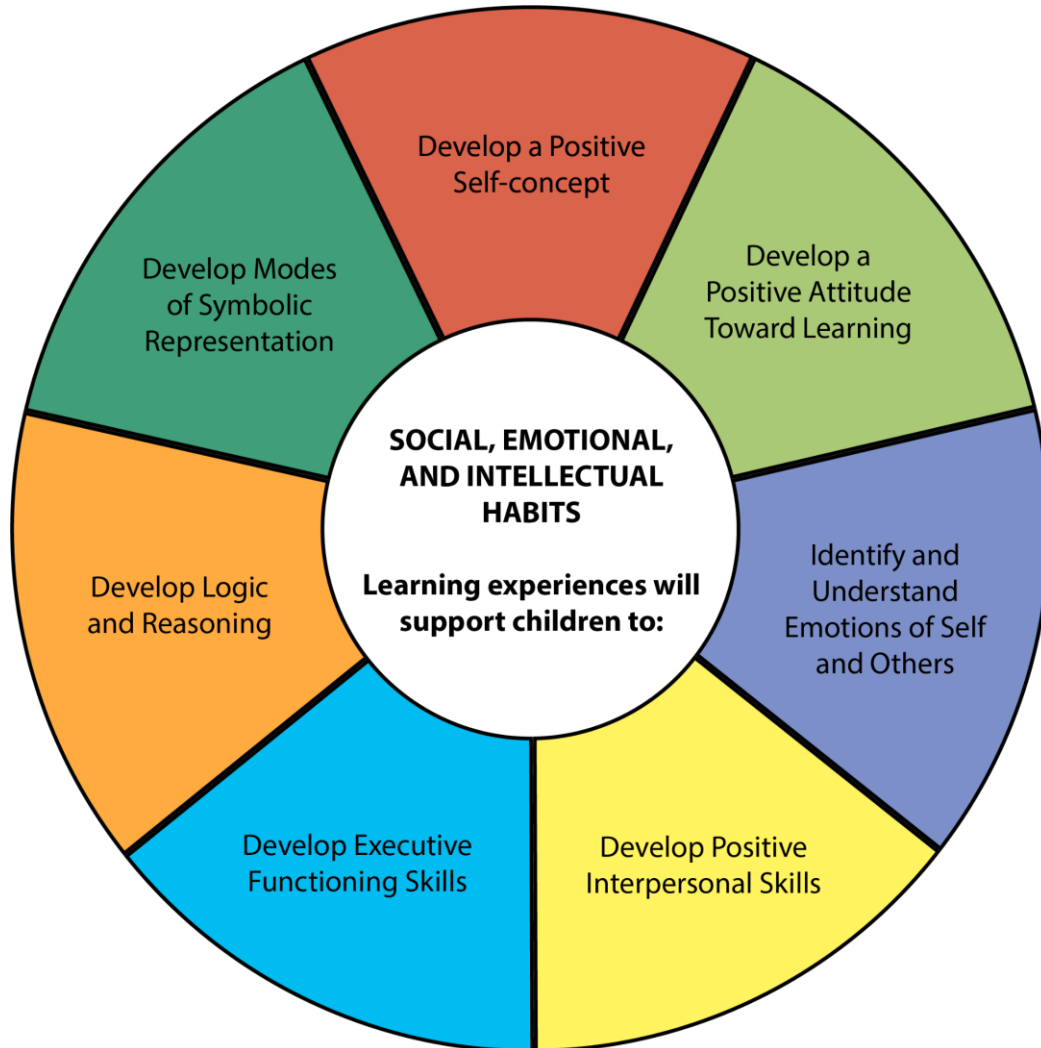 Develop a Positive
Self-concept
Develop a
Positive Attitude
Toward Learning
Identify and
Understand
Emotions of Self
and Others
Develop Positive
Interpersonal Skills
Develop Executive
Functioning Skills
Develop Logic
and Reasoning
Develop Modes
of Symbolic
Representation
SOCIAL, EMOTIONAL,
AND INTELLECTUAL
HABITS
Learning experiences will
support children to: